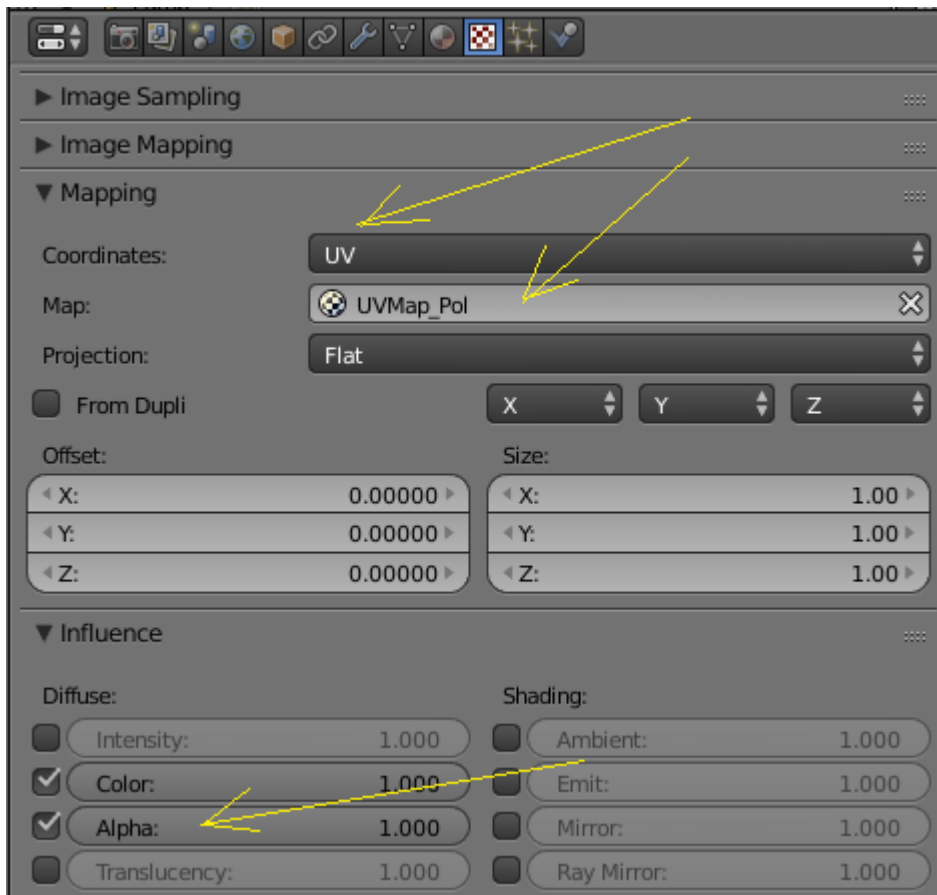 Image Sampling
Image Mapping
Mapping
Coordinates: UV
Map: UVMap_Pol
Projection: Flat
From Dupli X Y Z
Offset: Size:
X: 0.00000 X: 1.00
Y: 0.00000 Y: 1.00
Z: 0.00000 Z: 1.00
Influence
Diffuse: Shading:
Intensity: 1.000 Ambient: 1.000
Color: 1.000 Emit: 1.000
Alpha: 1.000 Mirror: 1.000
Translucency: 1.000 Ray Mirror: 1.000